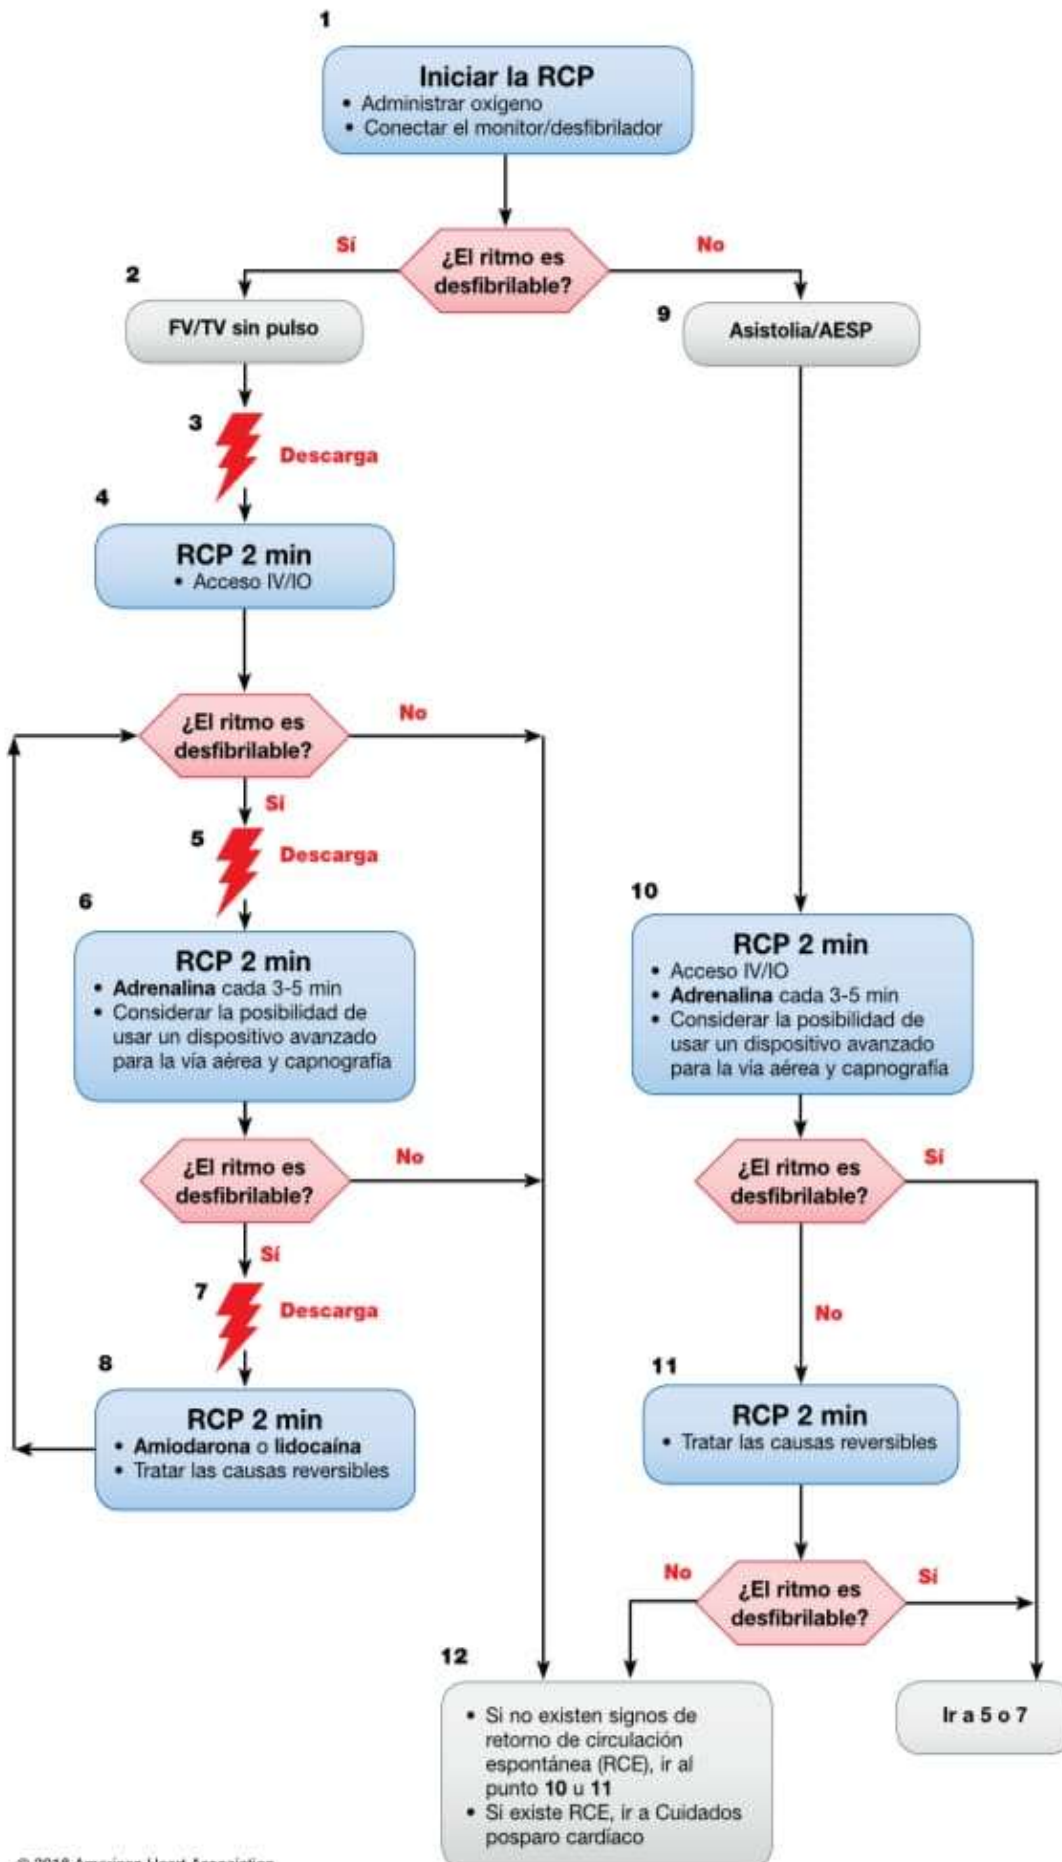 1
Iniciar la RCP
• Administrar oxígeno
• Conectar el monitor/desfibrilador
¿El ritmo es
desfibrilable?
Sí
No
2
FV/TV sin pulso
9
Asistolia/AESP
3
Descarga
4
RCP 2 min
• Acceso IV/IO
¿El ritmo es
desfibrilable?
No
Sí
5
Descarga
6
RCP 2 min
• Adrenalina cada 3-5 min
• Considerar la posibilidad de
usar un dispositivo avanzado
para la vía aérea y capnografía
10
RCP 2 min
• Acceso IV/IO
• Adrenalina cada 3-5 min
• Considerar la posibilidad de
usar un dispositivo avanzado
para la vía aérea y capnografía
¿El ritmo es
desfibrilable?
No
Sí
¿El ritmo es
desfibrilable?
Sí
No
7
Descarga
8
RCP 2 min
• Amiodarona o lidocaína
• Tratar las causas reversibles
11
RCP 2 min
• Tratar las causas reversibles
¿El ritmo es
desfibrilable?
No
Sí
12
• Si no existen signos de
retorno de circulación
espontánea (RCE), ir al
punto 10 u 11
• Si existe RCE, ir a Cuidados
posparo cardíaco
Ir a 5 o 7
American Heart Association